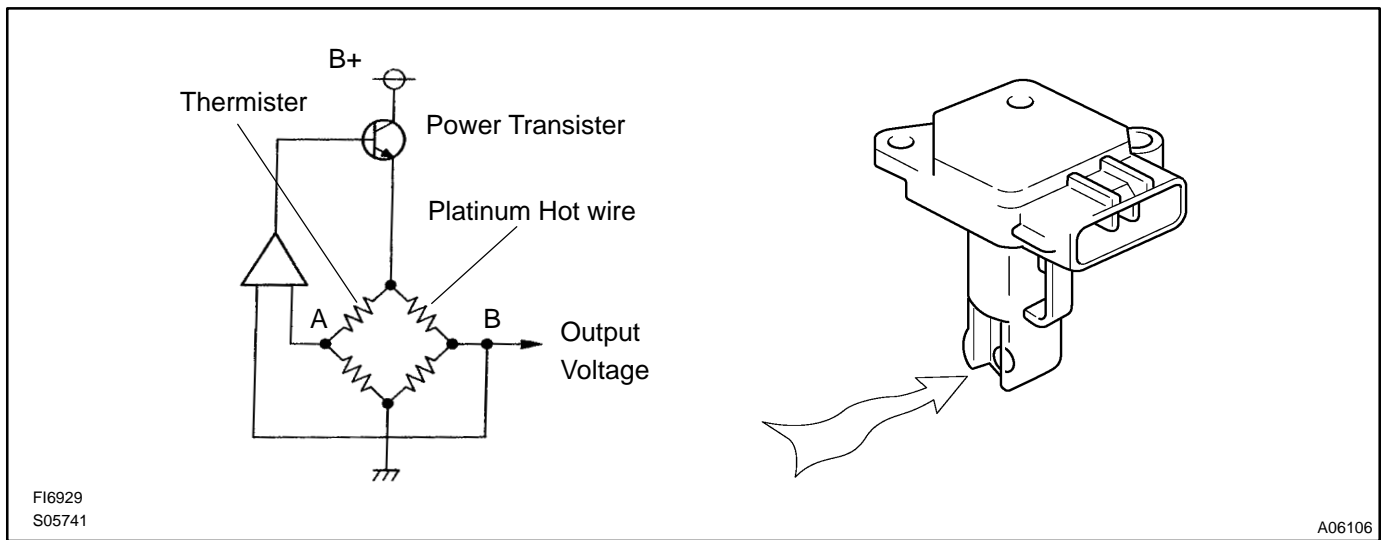 B+
Thermister
Power Transister
Platinum Hot wire
A
B
Output
Voltage
FI6929
S05741
A06106